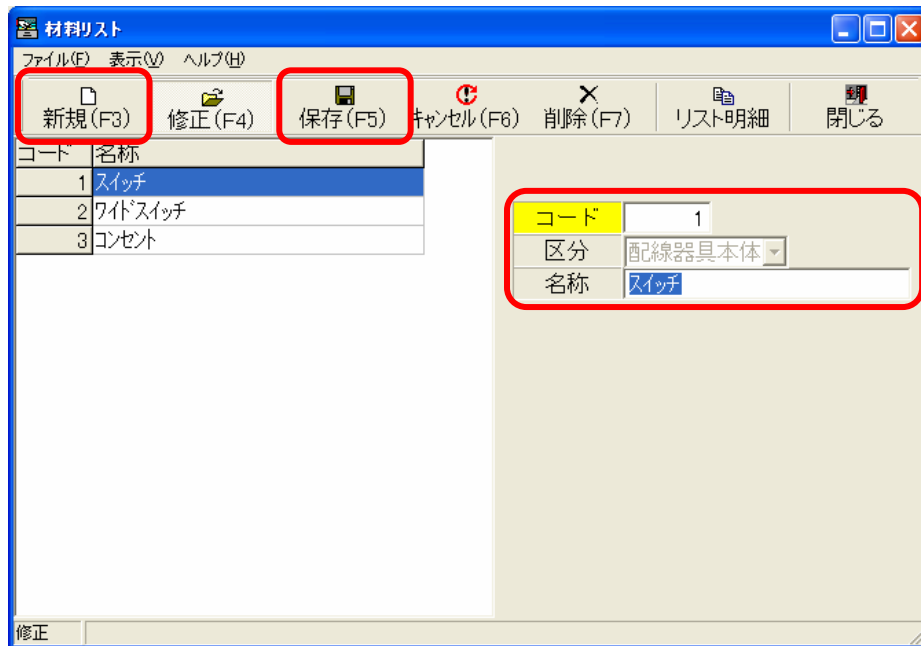 材料リスト
ファイル(F) 表示(V) ヘルプ(H)
新規(F3) 修正(F4) 保存(F5) キャンセル(F6) 削除(F7) リスト明細 閉じる
コード 名称
1 スイッチ
2 ワイドスイッチ
3 コンセント
コード 1
区分 配線器具本体
名称 スイッチ
修正